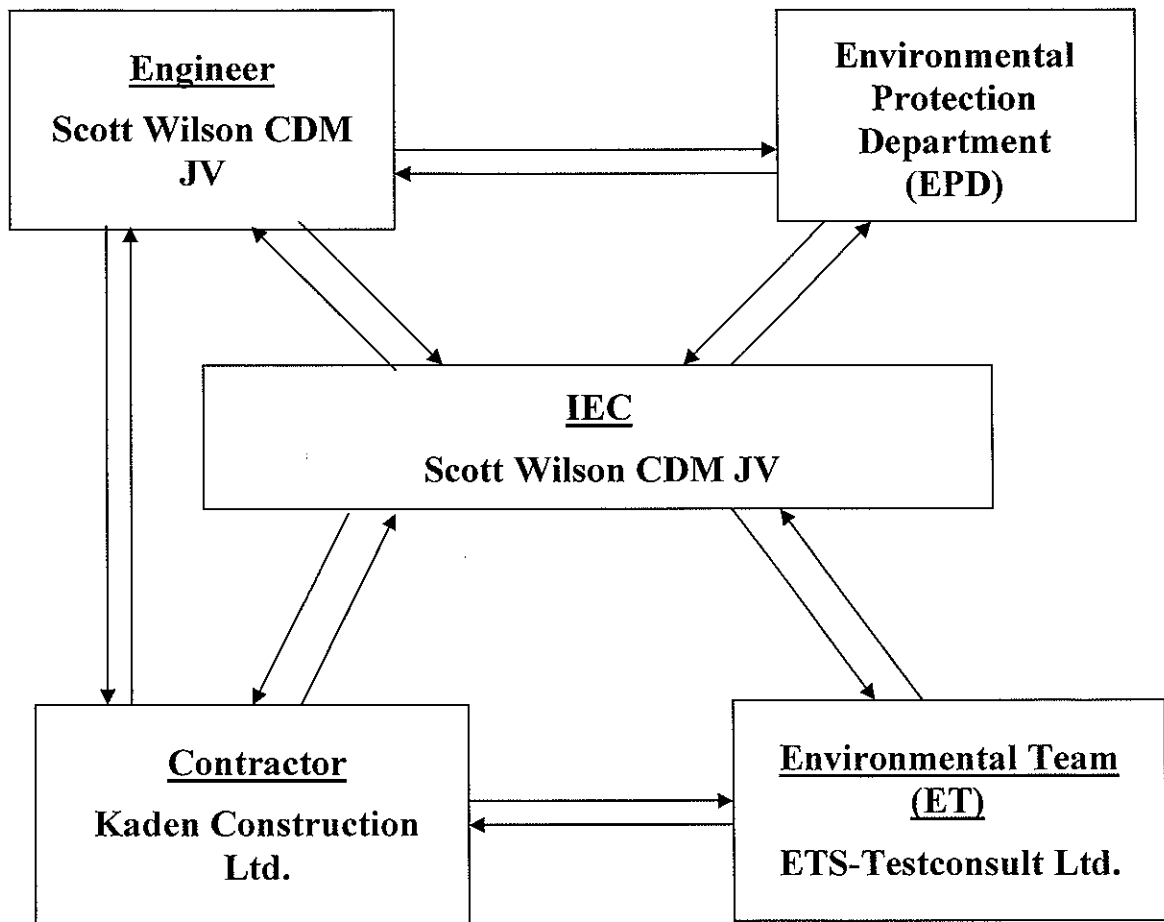 Engineer
Scott Wilson CDM
JV
Environmental
Protection
Department
(EPD)
IEC
Scott Wilson CDM JV
Contractor
Kaden Construction
Ltd.
Environmental Team
(ET)
ETS-Testconsult Ltd.